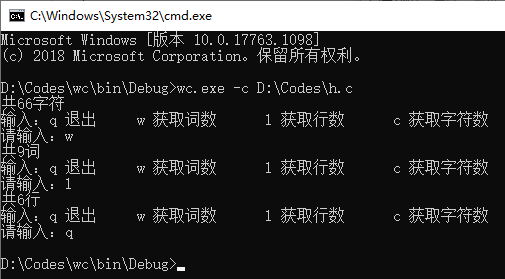 C:\Windows\System32\cmd.exe
Microsoft Windows [版本 10.0.17763.1098]
(c) 2018 Microsoft Corporation。保留所有权利。
D:\Codes\wc\bin\Debug>wc.exe -c D:\Codes\h.c
共66字符
输入: q 退出 w 获取词数 l 获取行数 c 获取字符数
请输入: w
共9词
输入: q 退出 w 获取词数 l 获取行数 c 获取字符数
请输入: l
共6行
输入: q 退出 w 获取词数 l 获取行数 c 获取字符数
请输入: q
D:\Codes\wc\bin\Debug>